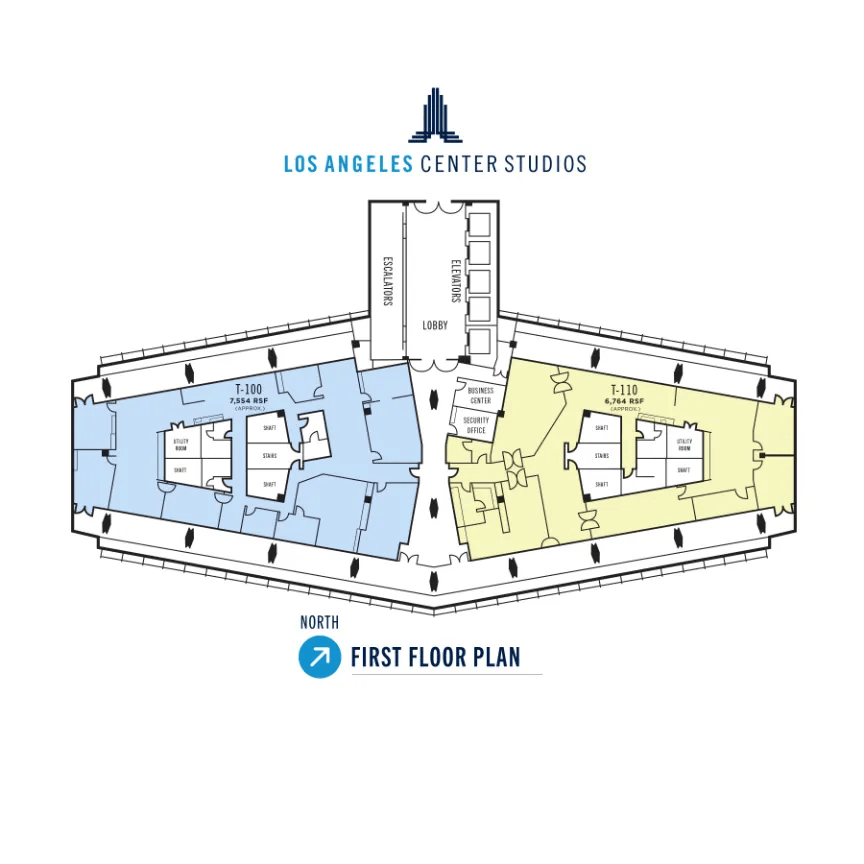 LOS ANGELES CENTER STUDIOS
ESCALATORS
ELEVATORS
LOBBY
T-100
7,554 RSF
(APPROX.)
BUSINESS
CENTER
SECURITY
OFFICE
T-110
6,764 RSF
(APPROX.)
UTILITY
ROOM
SHAFT
SHAFT
STAIRS
SHAFT
SHAFT
STAIRS
SHAFT
UTILITY
ROOM
SHAFT
NORTH
FIRST FLOOR PLAN